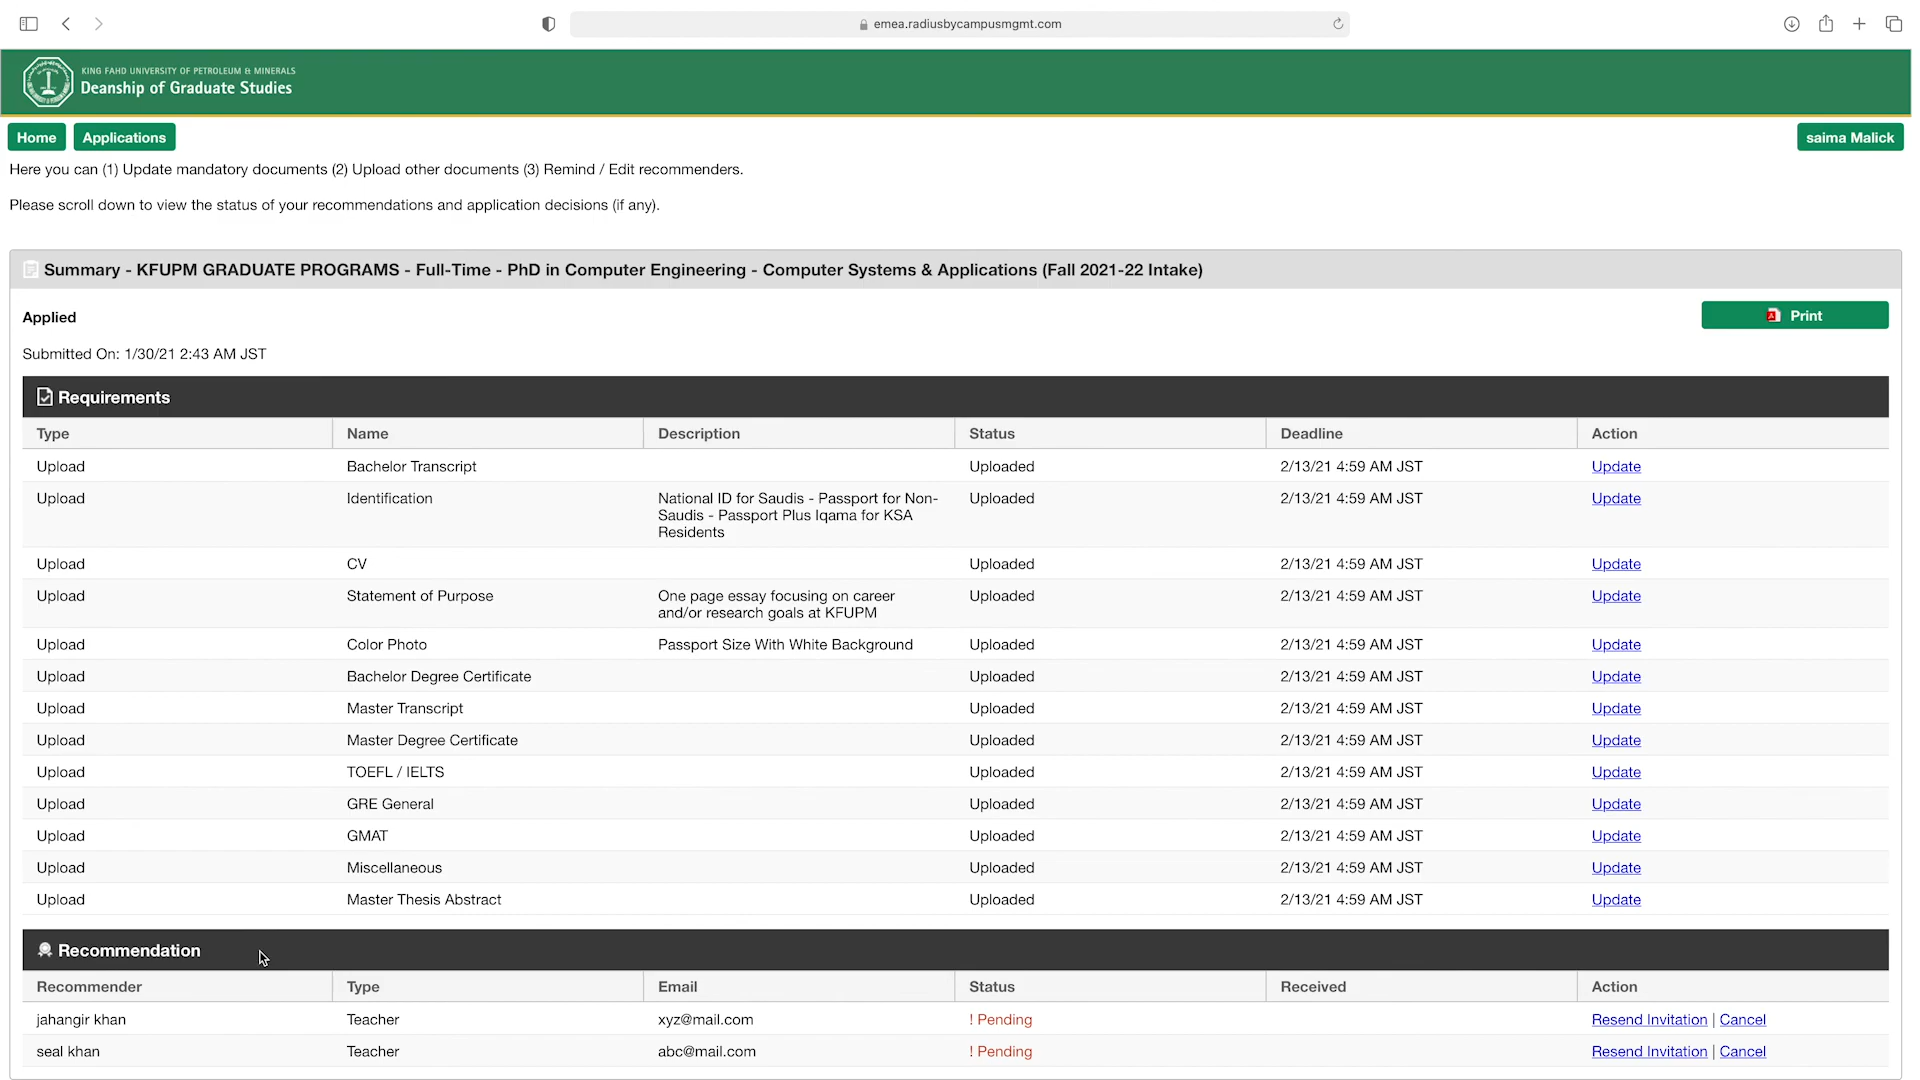 emea.radiusbycampusmgmt.com
KING FAHD UNIVERSITY OF PETROLEUM & MINERALS
Deanship of Graduate Studies
Home Applications saima Malick
Here you can (1) Update mandatory documents (2) Upload other documents (3) Remind / Edit recommenders.
Please scroll down to view the status of your recommendations and application decisions (if any).
Summary - KFUPM GRADUATE PROGRAMS - Full-Time - PhD in Computer Engineering - Computer Systems & Applications (Fall 2021-22 Intake)
Applied Print
Submitted On: 1/30/21 2:43 AM JST
Requirements
Type Name Description Status Deadline Action
Upload Bachelor Transcript Uploaded 2/13/21 4:59 AM JST Update
Upload Identification National ID for Saudis - Passport for Non- Uploaded 2/13/21 4:59 AM JST Update
Saudis - Passport Plus Iqama for KSA
Residents
Upload CV Uploaded 2/13/21 4:59 AM JST Update
Upload Statement of Purpose One page essay focusing on career Uploaded 2/13/21 4:59 AM JST Update
and/or research goals at KFUPM
Upload Color Photo Passport Size With White Background Uploaded 2/13/21 4:59 AM JST Update
Upload Bachelor Degree Certificate Uploaded 2/13/21 4:59 AM JST Update
Upload Master Transcript Uploaded 2/13/21 4:59 AM JST Update
Upload Master Degree Certificate Uploaded 2/13/21 4:59 AM JST Update
Upload TOEFL / IELTS Uploaded 2/13/21 4:59 AM JST Update
Upload GRE General Uploaded 2/13/21 4:59 AM JST Update
Upload GMAT Uploaded 2/13/21 4:59 AM JST Update
Upload Miscellaneous Uploaded 2/13/21 4:59 AM JST Update
Upload Master Thesis Abstract Uploaded 2/13/21 4:59 AM JST Update
Recommendation
Recommender Type Email Status Received Action
jahangir khan Teacher xyz@mail.com ! Pending Resend Invitation | Cancel
seal khan Teacher abc@mail.com ! Pending Resend Invitation | Cancel